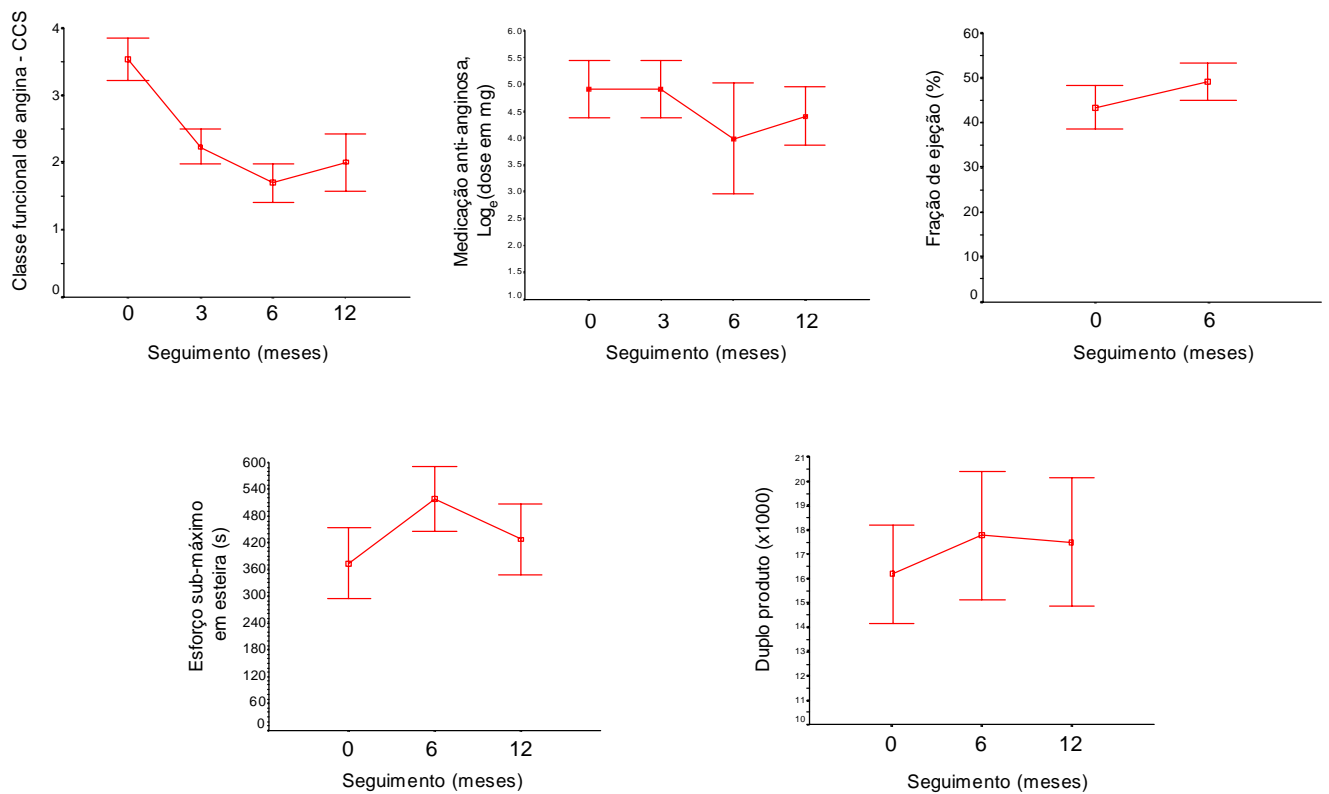 Classe funcional de angina - CCS
4
3
2
1
0
0 3 6 12
Seguimento (meses)
Medicação anti-anginosa,
Loge(dose em mg)
6.0
5.5
5.0
4.5
4.0
3.5
3.0
2.5
2.0
1.5
1.0
0 3 6 12
Seguimento (meses)
Fração de ejeção (%)
60
50
40
30
20
10
0
0 6
Seguimento (meses)
Esforço sub-máximo
em esteira (s)
600
540
480
420
360
300
240
180
120
60
0
0 6 12
Seguimento (meses)
Duplo produto (x1000)
21
20
19
18
17
16
15
14
13
12
11
10
0 6 12
Seguimento (meses)